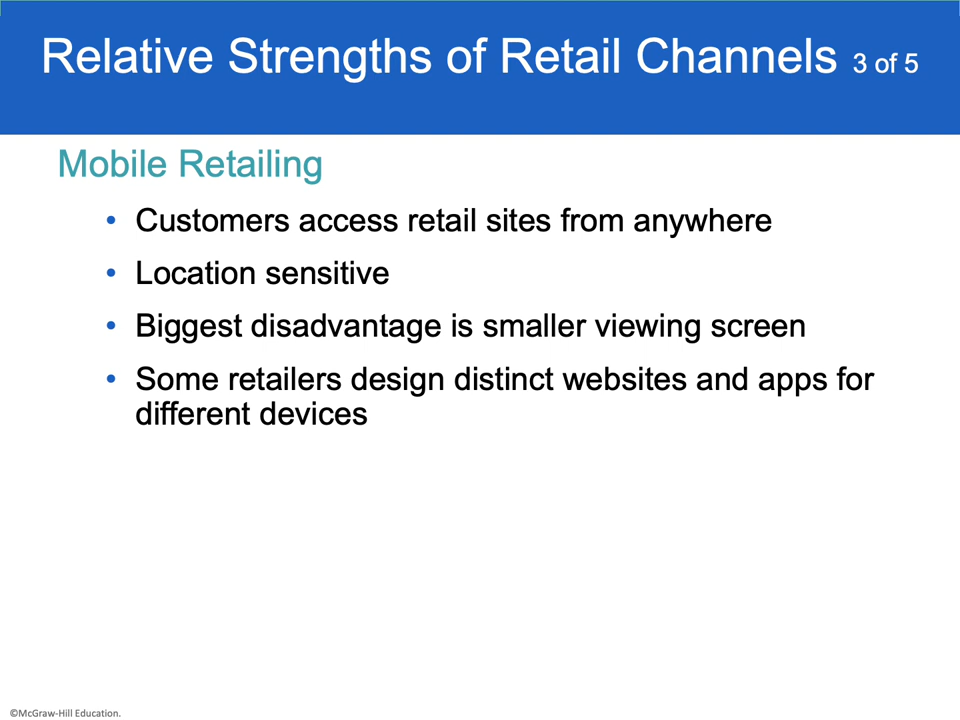 Relative Strengths of Retail Channels 3 of 5
Mobile Retailing
• Customers access retail sites from anywhere
• Location sensitive
• Biggest disadvantage is smaller viewing screen
• Some retailers design distinct websites and apps for
different devices
©McGraw-Hill Education.